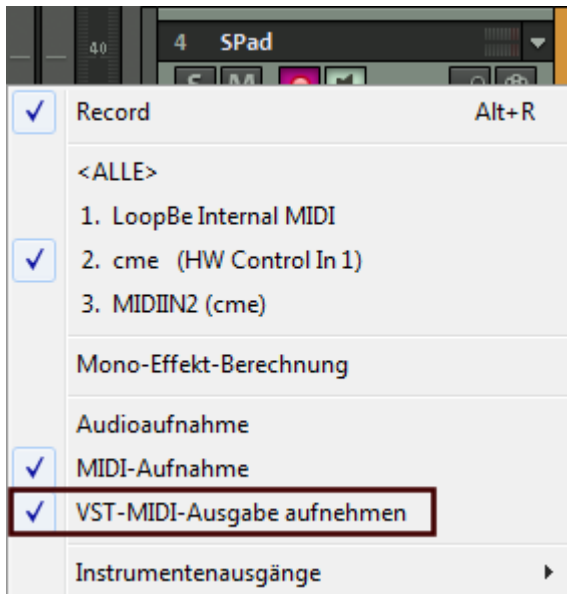 40
4 SPad
S M
Record Alt+R
<ALLE>
1. LoopBe Internal MIDI
2. cme (HW Control In 1)
3. MIDIIN2 (cme)
Mono-Effekt-Berechnung
Audioaufnahme
MIDI-Aufnahme
VST-MIDI-Ausgabe aufnehmen
Instrumentenausgänge